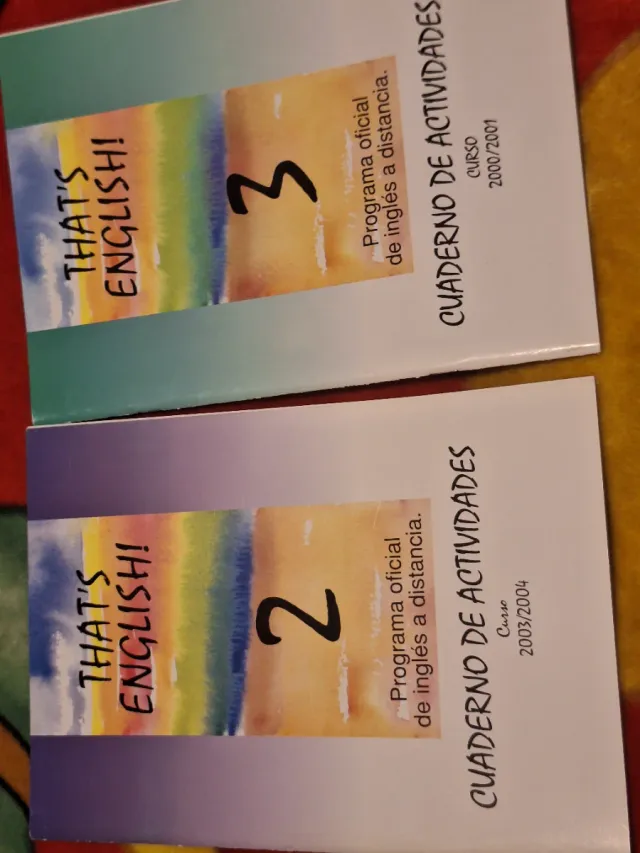 THAT'S
ENGLISH!
3
Programa oficial
de inglés a distancia.
CUADERNO DE ACTIVIDADES
CURSO
2000/2001
THAT'S
ENGLISH!
2
Programa oficial
de inglés a distancia.
CUADERNO DE ACTIVIDADES
Curso
2003/2004